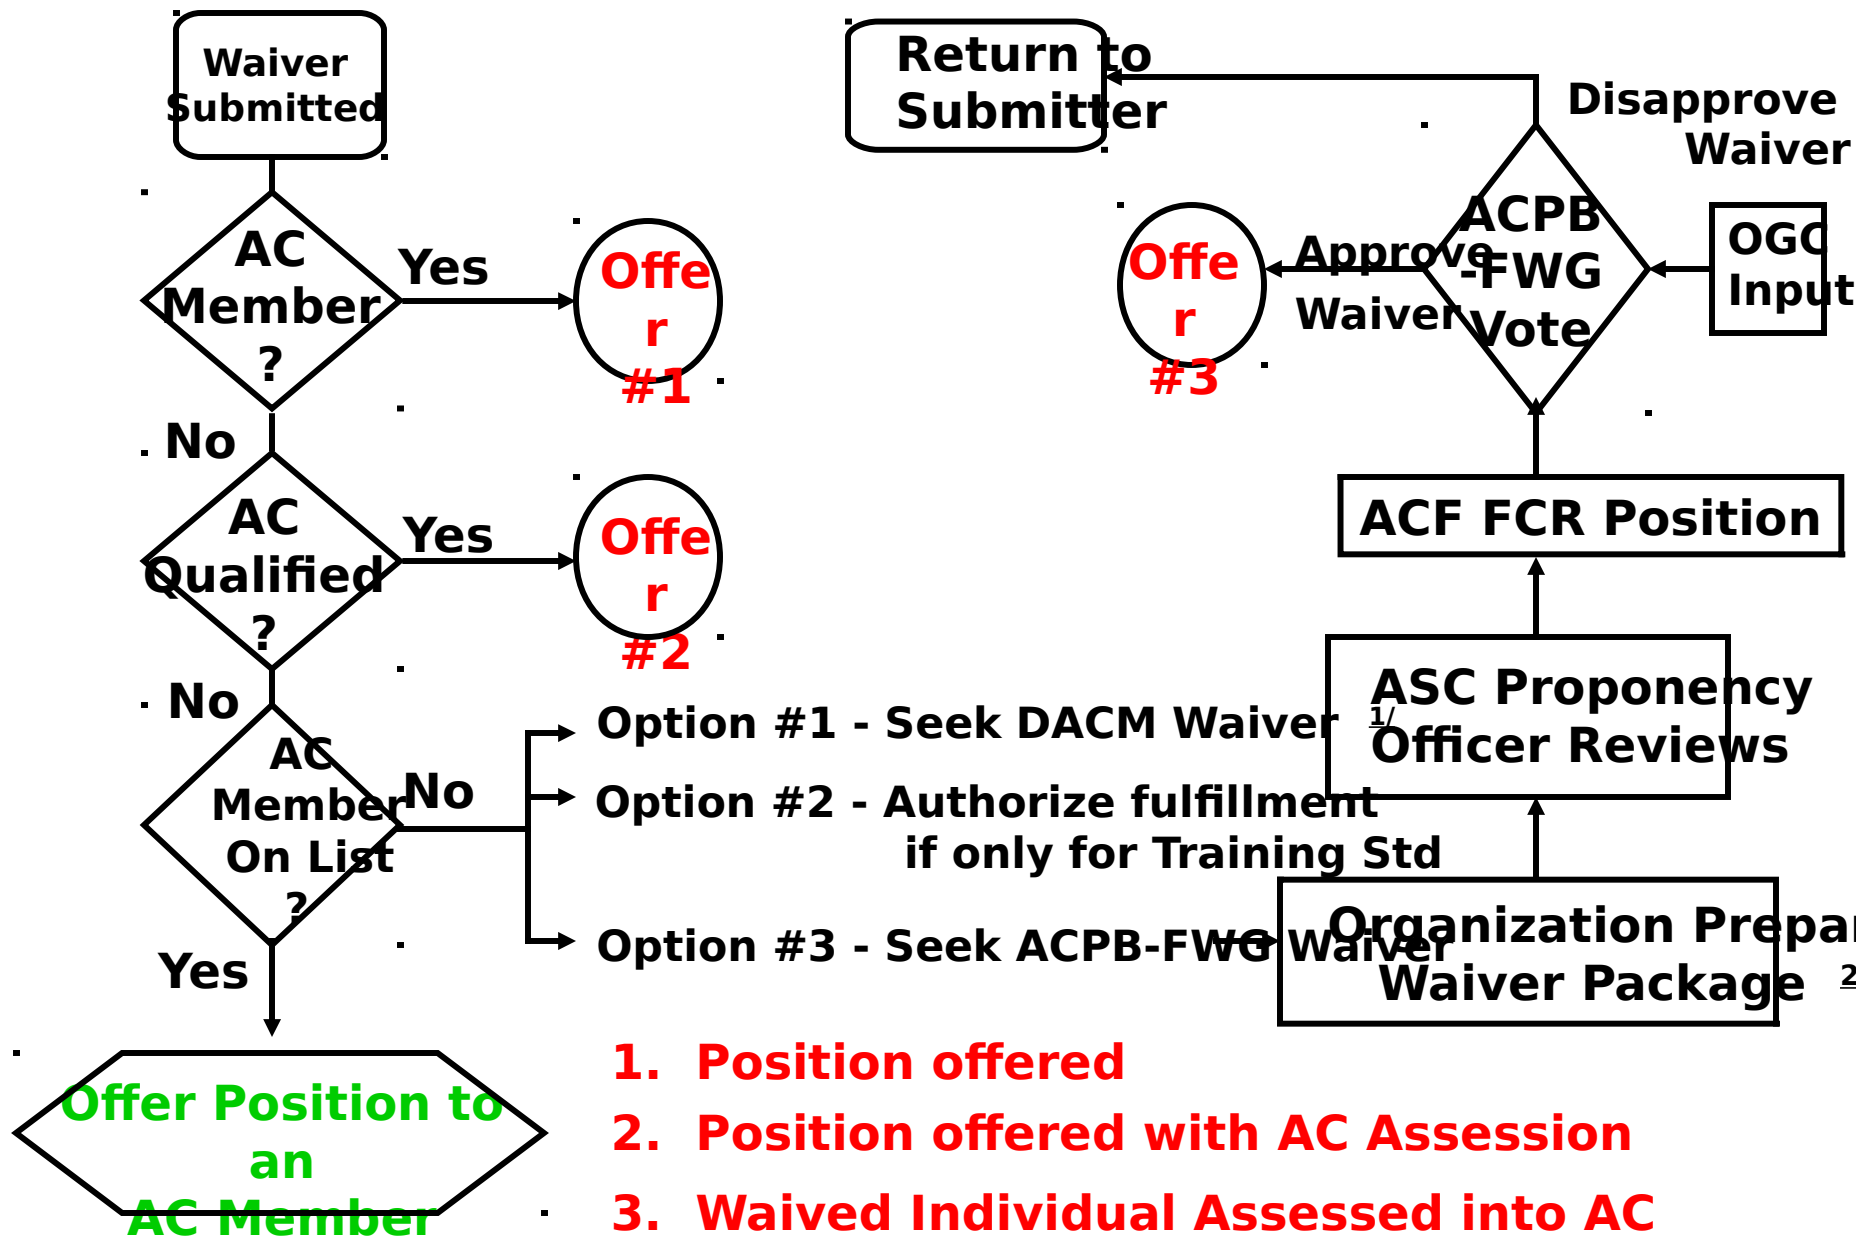 Waiver
Submitted
AC
Member
?
Yes
Offe
r
#1
No
AC
Qualified
?
Yes
Offe
r
#2
No
AC
Member
On List
?
No
Yes
Offer Position to
an
AC Member
Option #1 - Seek DACM Waiver 1/
Option #2 - Authorize fulfillment
if only for Training Std
Option #3 - Seek ACPB-FWG Waiver
Return to
Submitter
Disapprove
Waiver
Offe
r
#3
Approve
Waiver
ACPB
-FWG
Vote
OGC
Input
ACF FCR Position
ASC Proponency
Officer Reviews
Organization Prepar
Waiver Package 2
1. Position offered
2. Position offered with AC Assession
3. Waived Individual Assessed into AC